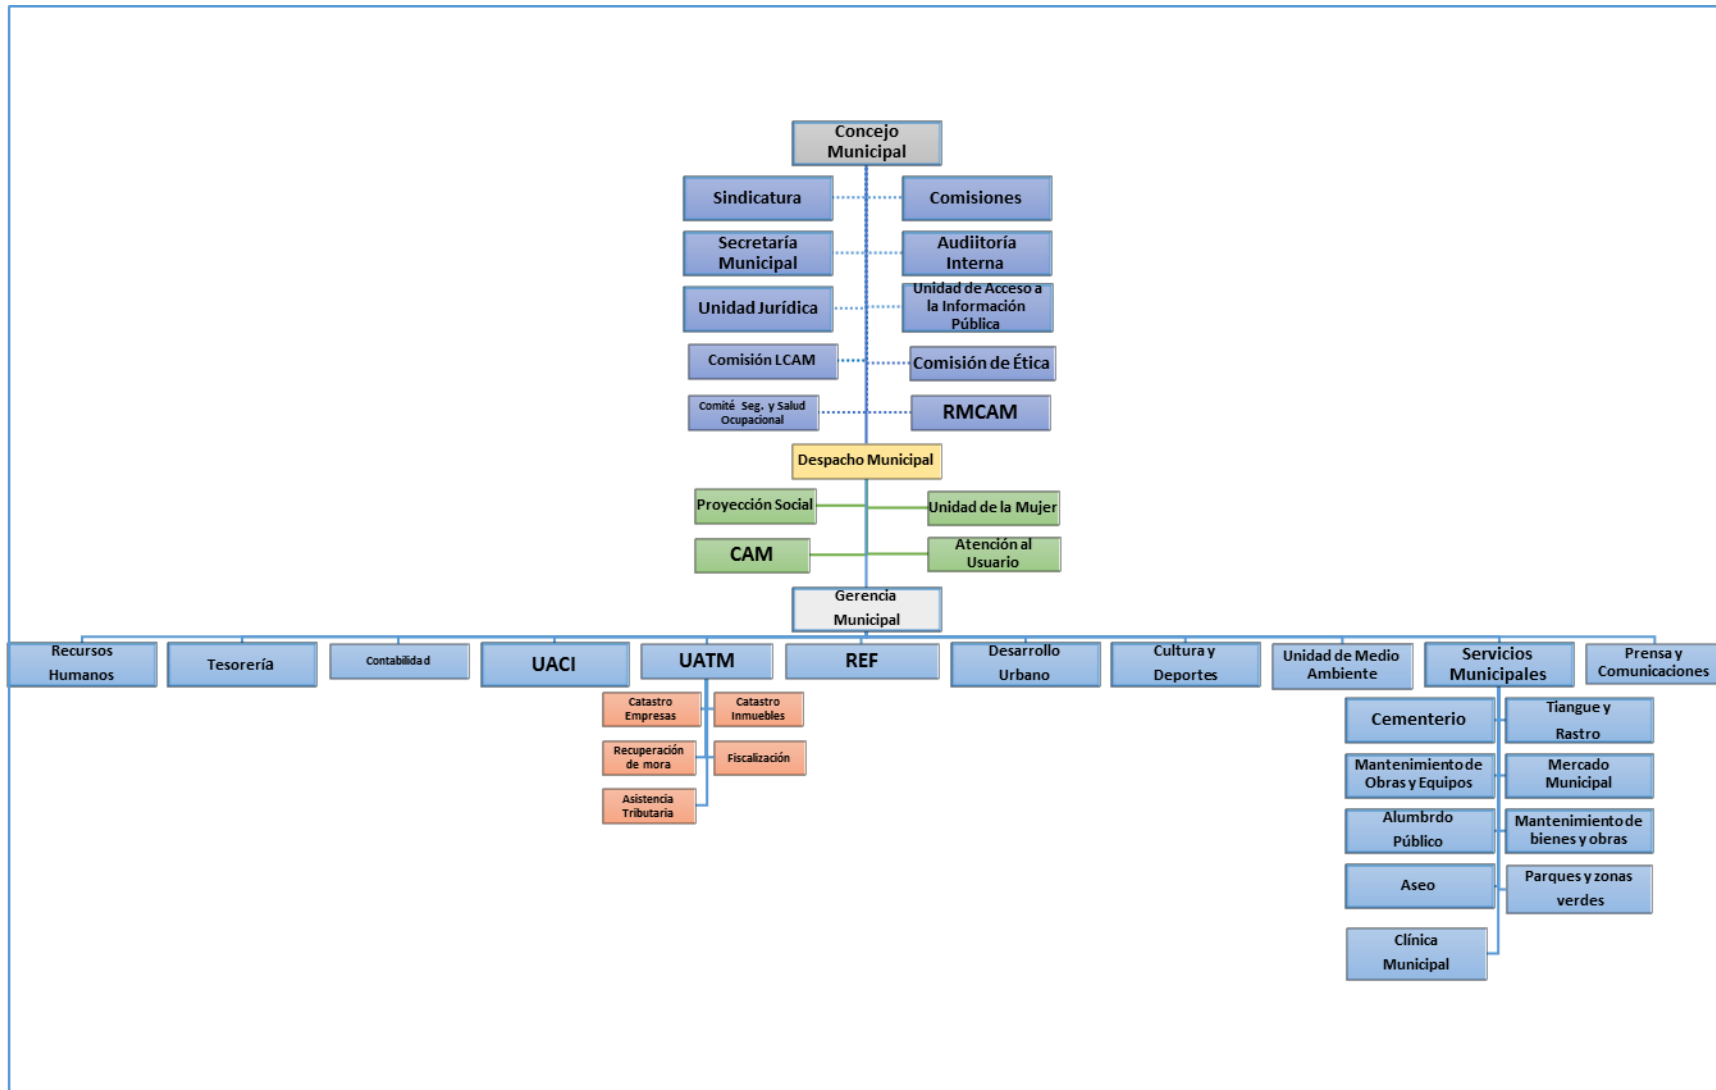 Concejo
Municipal
Sindicatura
Comisiones
Secretaría
Municipal
Audiitoría
Interna
Unidad Jurídica
Unidad de Acceso a
la Información
Pública
Comisión LCAM
Comisión de Ética
Comité Seg. y Salud
Ocupacional
RMCAM
Despacho Municipal
Proyección Social
Unidad de la Mujer
CAM
Atención al
Usuario
Gerencia
Municipal
Recursos
Humanos
Tesorería
Contabilidad
UACI
UATM
REF
Desarrollo
Urbano
Cultura y
Deportes
Unidad de Medio
Ambiente
Servicios
Municipales
Prensa y
Comunicaciones
Catastro
Empresas
Catastro
Inmuebles
Recuperación
de mora
Fiscalización
Asistencia
Tributaria
Cementerio
Tiangue y
Rastro
Mantenimiento de
Obras y Equipos
Mercado
Municipal
Alumbrdo
Público
Mantenimiento de
bienes y obras
Aseo
Parques y zonas
verdes
Clínica
Municipal